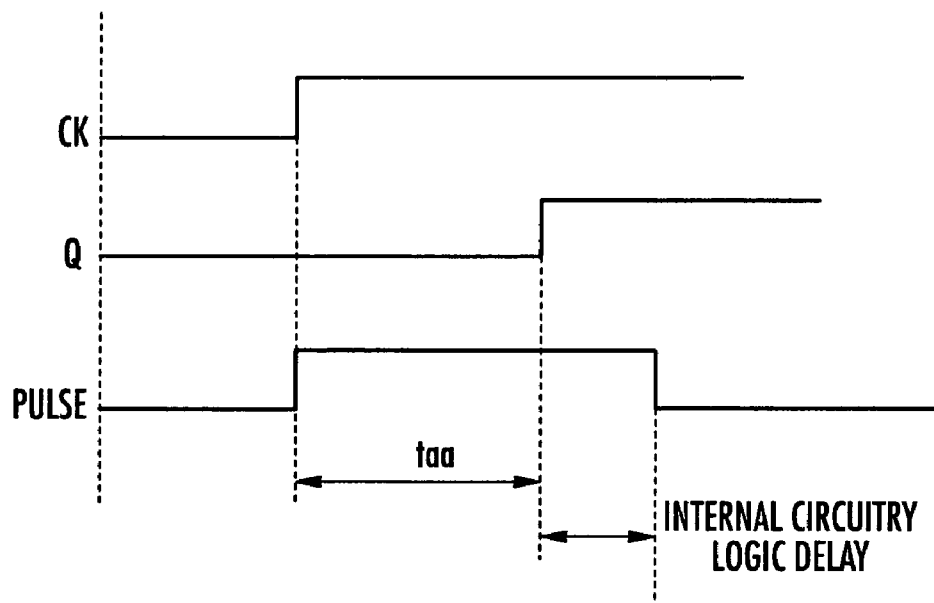 CK
Q
PULSE
taa
INTERNAL CIRCUITRY
LOGIC DELAY